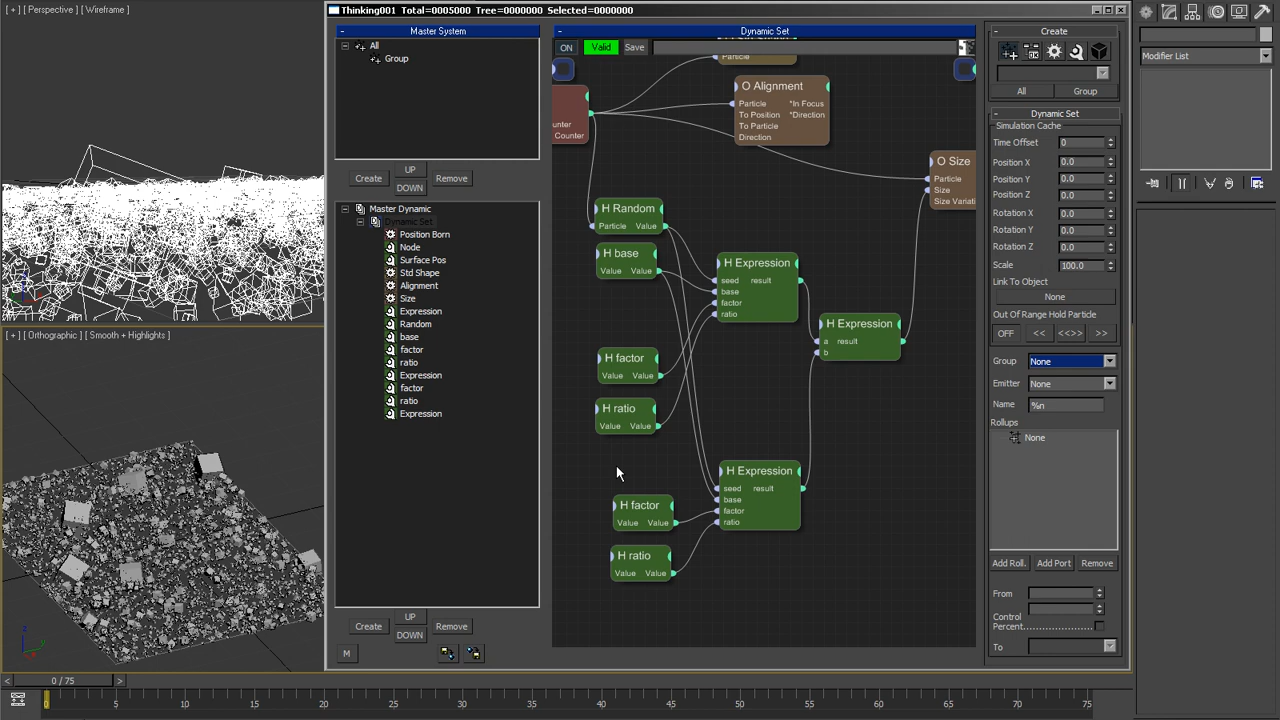 [ + ] [ Perspective ] [ Wireframe ]
Thinking001 Total=0005000 Tree=0000000 Selected=0000000
Master System
All
Group
Create
UP
DOWN
Remove
Master Dynamic
Dynamic Set
Position Born
Node
Surface Pos
Std Shape
Alignment
Size
Expression
Random
base
factor
ratio
Expression
factor
ratio
Expression
Create
UP
DOWN
Remove
M
Dynamic Set
ON
Valid
Save
Particle
O Alignment
Particle *In Focus
To Position *Direction
To Particle
Direction
unter
Counter
O Size
Particle
Size
Size Variati
H Random
Particle Value
H base
Value Value
H Expression
seed result
base
factor
ratio
H factor
Value Value
H ratio
Value Value
H Expression
a result
b
H Expression
seed result
base
factor
ratio
H factor
Value Value
H ratio
Value Value
Create
All
Group
Dynamic Set
Simulation Cache
Time Offset 0
Position X 0.0
Position Y 0.0
Position Z 0.0
Rotation X 0.0
Rotation Y 0.0
Rotation Z 0.0
Scale 100.0
Link To Object
None
Out Of Range Hold Particle
OFF << <<>> >>
Group None
Emitter None
Name %n
Rollups
None
Add Roll. Add Port Remove
From
Control
Percent
To
Modifier List
[ + ] [ Orthographic ] [ Smooth + Highlights ]
z
y
< 0 / 75 >
0 5 10 15 20 25 30 35 40 45 50 55 60 65 70 75